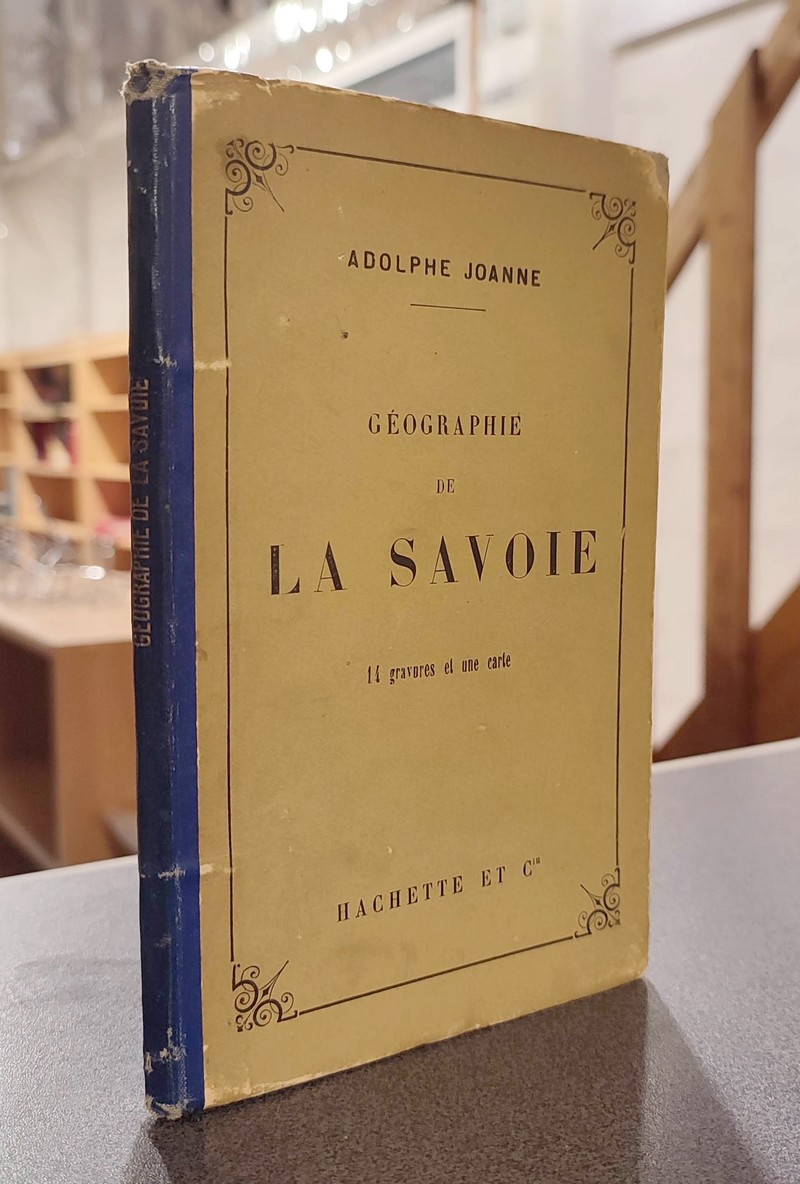 ADOLPHE JOANNE
GÉOGRAPHIE
DE
LA SAVOIE
14 gravures et une carte
HACHETTE ET Cie
GÉOGRAPHIE DE LA SAVOIE